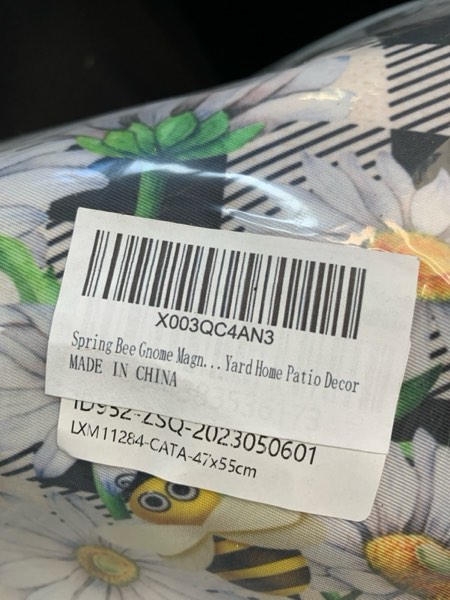 X003QC4AN3
Spring Bee Gnome Magn... Yard Home Patio Decor
MADE IN CHINA
ID952-ZSQ-2023050601
LXM11284-CATA-47x55cm